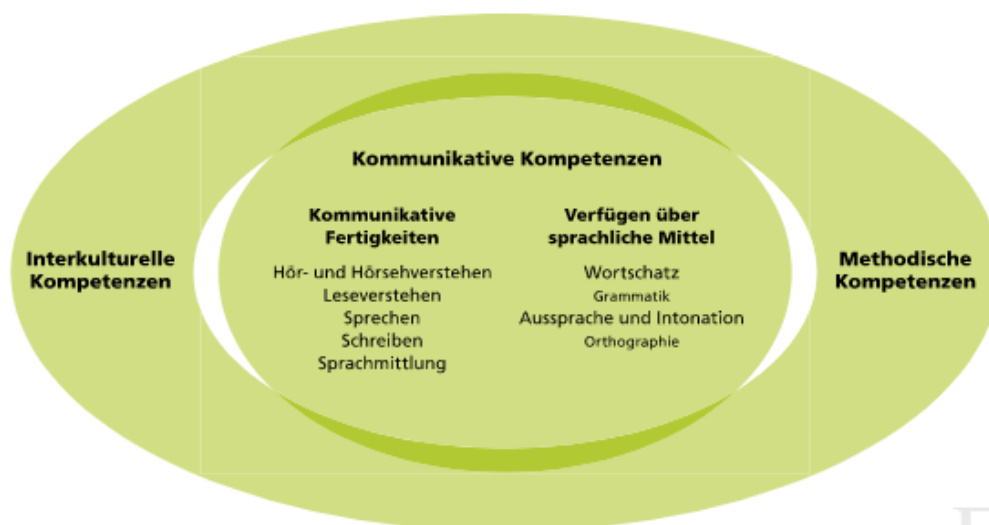 Kommunikative Kompetenzen
Kommunikative
Fertigkeiten
Hör- und Hörsehverstehen
Leseverstehen
Sprechen
Schreiben
Sprachmittlung
Verfügen über
sprachliche Mittel
Wortschatz
Grammatik
Aussprache und Intonation
Orthographie
Interkulturelle
Kompetenzen
Methodische
Kompetenzen